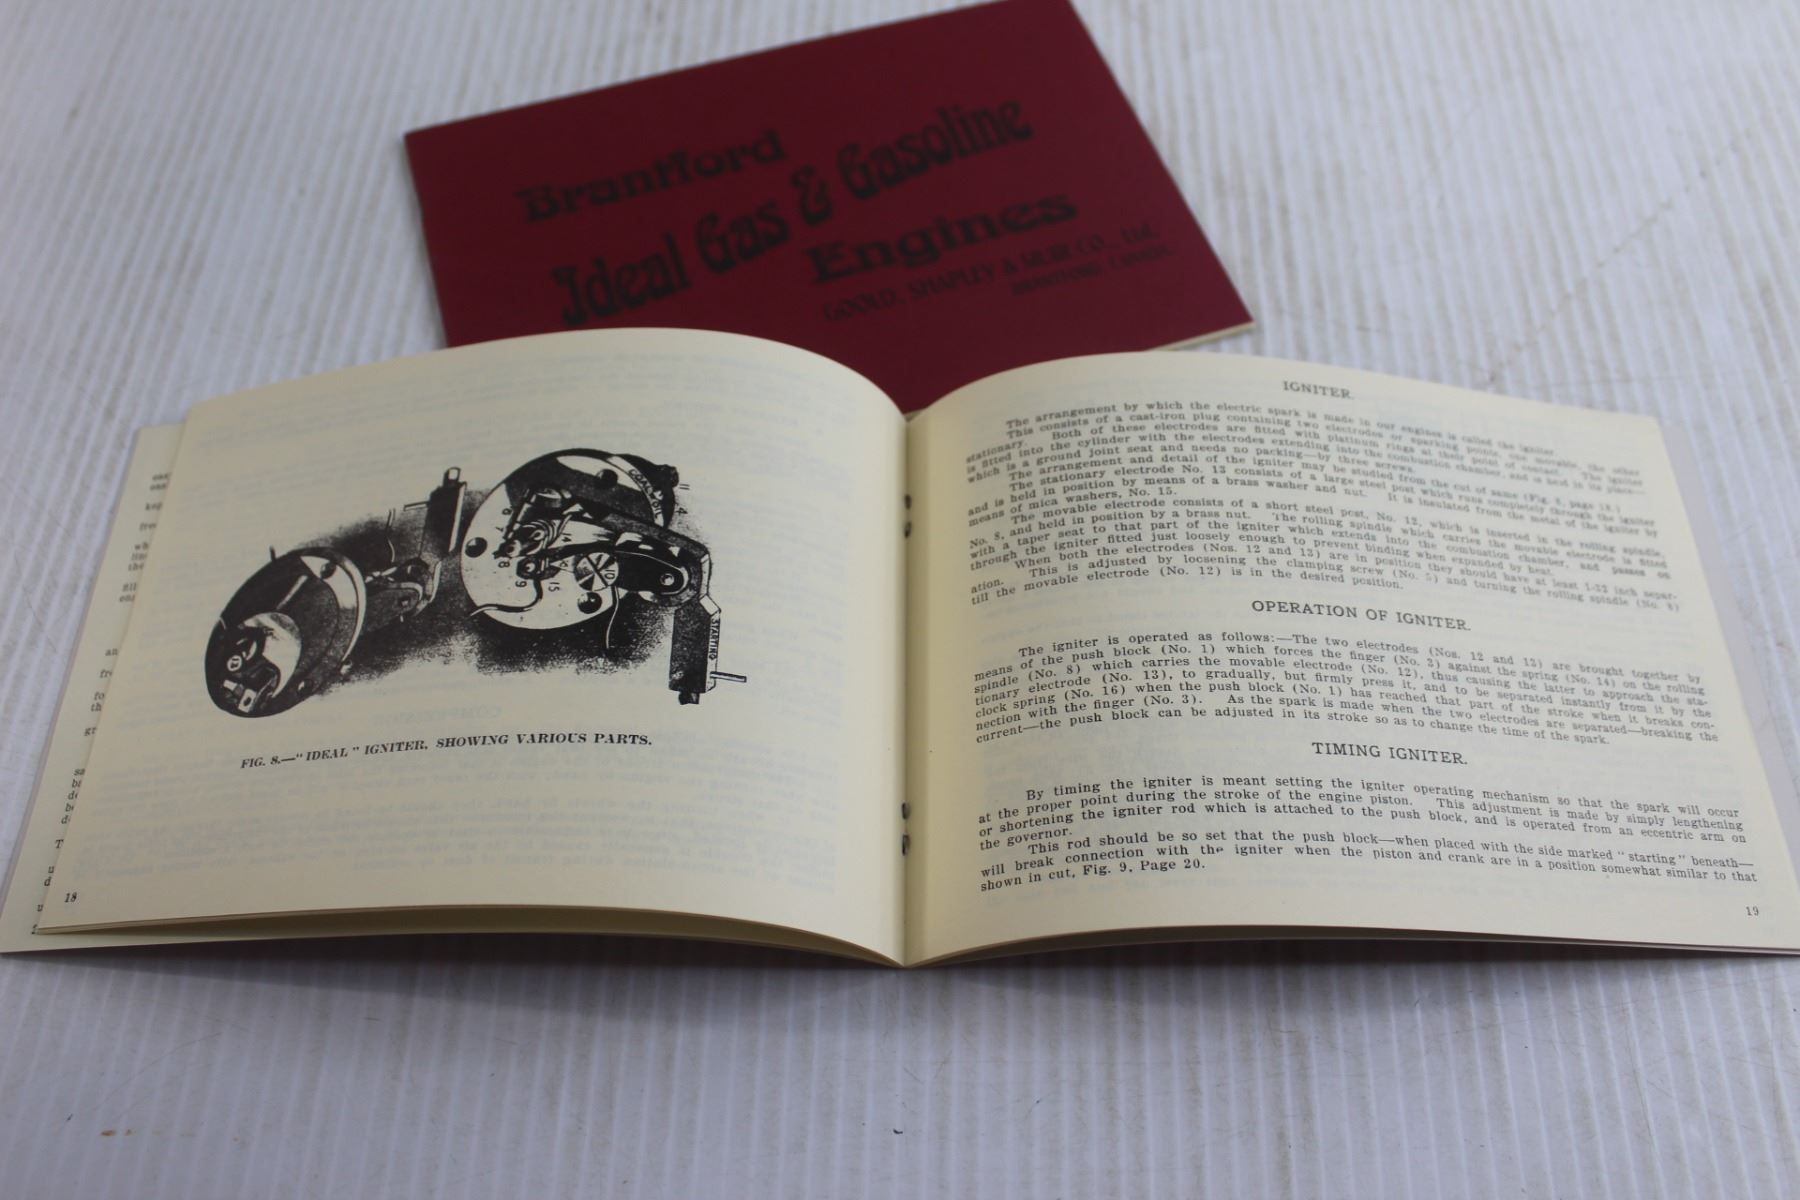 Brantford
Ideal Gas & Gasoline
Engines
GOOLD, SHAPLEY & MUIR CO., Ltd.
BRANTFORD, CANADA.
COTTA M OIL
4
6
7
8
9
10
15
STARTING
FIG. 8.—"IDEAL" IGNITER, SHOWING VARIOUS PARTS.
18
IGNITER.
The arrangement by which the electric spark is made in our engines is called the igniter.
This consists of a cast-iron plug containing two electrodes or sparking points, one movable, the other
stationary. Both of these electrodes are fitted with platinum rings at their point of contact. The igniter
is fitted into the cylinder with the electrodes extending into the combustion chamber, and is held in its place—
which is a ground joint seat and needs no packing—by three screws.
The arrangement and detail of the igniter may be studied from the cut of same (Fig. 8, page 18.)
The stationary electrode No. 13 consists of a large steel post which runs completely through the igniter
and is held in position by means of a brass washer and nut. It is insulated from the metal of the igniter by
means of mica washers, No. 15.
The movable electrode consists of a short steel post, No. 12, which is inserted in the rolling spindle,
No. 8, and held in position by a brass nut. The rolling spindle which carries the movable electrode is fitted
with a taper seat to that part of the igniter which extends into the combustion chamber, and passes on
through the igniter fitted just loosely enough to prevent binding when expanded by heat.
When both the electrodes (Nos. 12 and 13) are in position they should have at least 1-32 inch separ-
ation. This is adjusted by loosening the clamping screw (No. 5) and turning the rolling spindle (No. 8)
till the movable electrode (No. 12) is in the desired position.
OPERATION OF IGNITER.
The igniter is operated as follows:—The two electrodes (Nos. 12 and 13) are brought together by
means of the push block (No. 1) which forces the finger (No. 2) against the spring (No. 14) on the rolling
spindle (No. 8) which carries the movable electrode (No. 12), thus causing the latter to approach the sta-
tionary electrode (No. 13), to gradually, but firmly press it, and to be separated instantly from it by the
clock spring (No. 16) when the push block (No. 1) has reached that part of the stroke when it breaks con-
nection with the finger (No. 3). As the spark is made when the two electrodes are separated—breaking the
current—the push block can be adjusted in its stroke so as to change the time of the spark.
TIMING IGNITER.
By timing the igniter is meant setting the igniter operating mechanism so that the spark will occur
at the proper point during the stroke of the engine piston. This adjustment is made by simply lengthening
or shortening the igniter rod which is attached to the push block, and is operated from an eccentric arm on
the governor.
This rod should be so set that the push block—when placed with the side marked "starting" beneath—
will break connection with the igniter when the piston and crank are in a position somewhat similar to that
shown in cut, Fig. 9, Page 20.
19